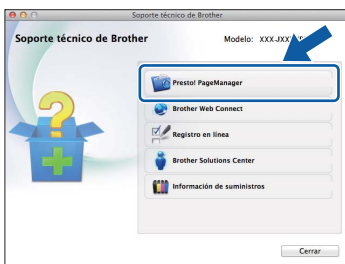 Soporte técnico de Brother
Soporte técnico de Brother
Modelo: XXX-JXX
Presto! PageManager
Brother Web Connect
Registro en línea
Brother Solutions Center
Información de suministros
Cerrar